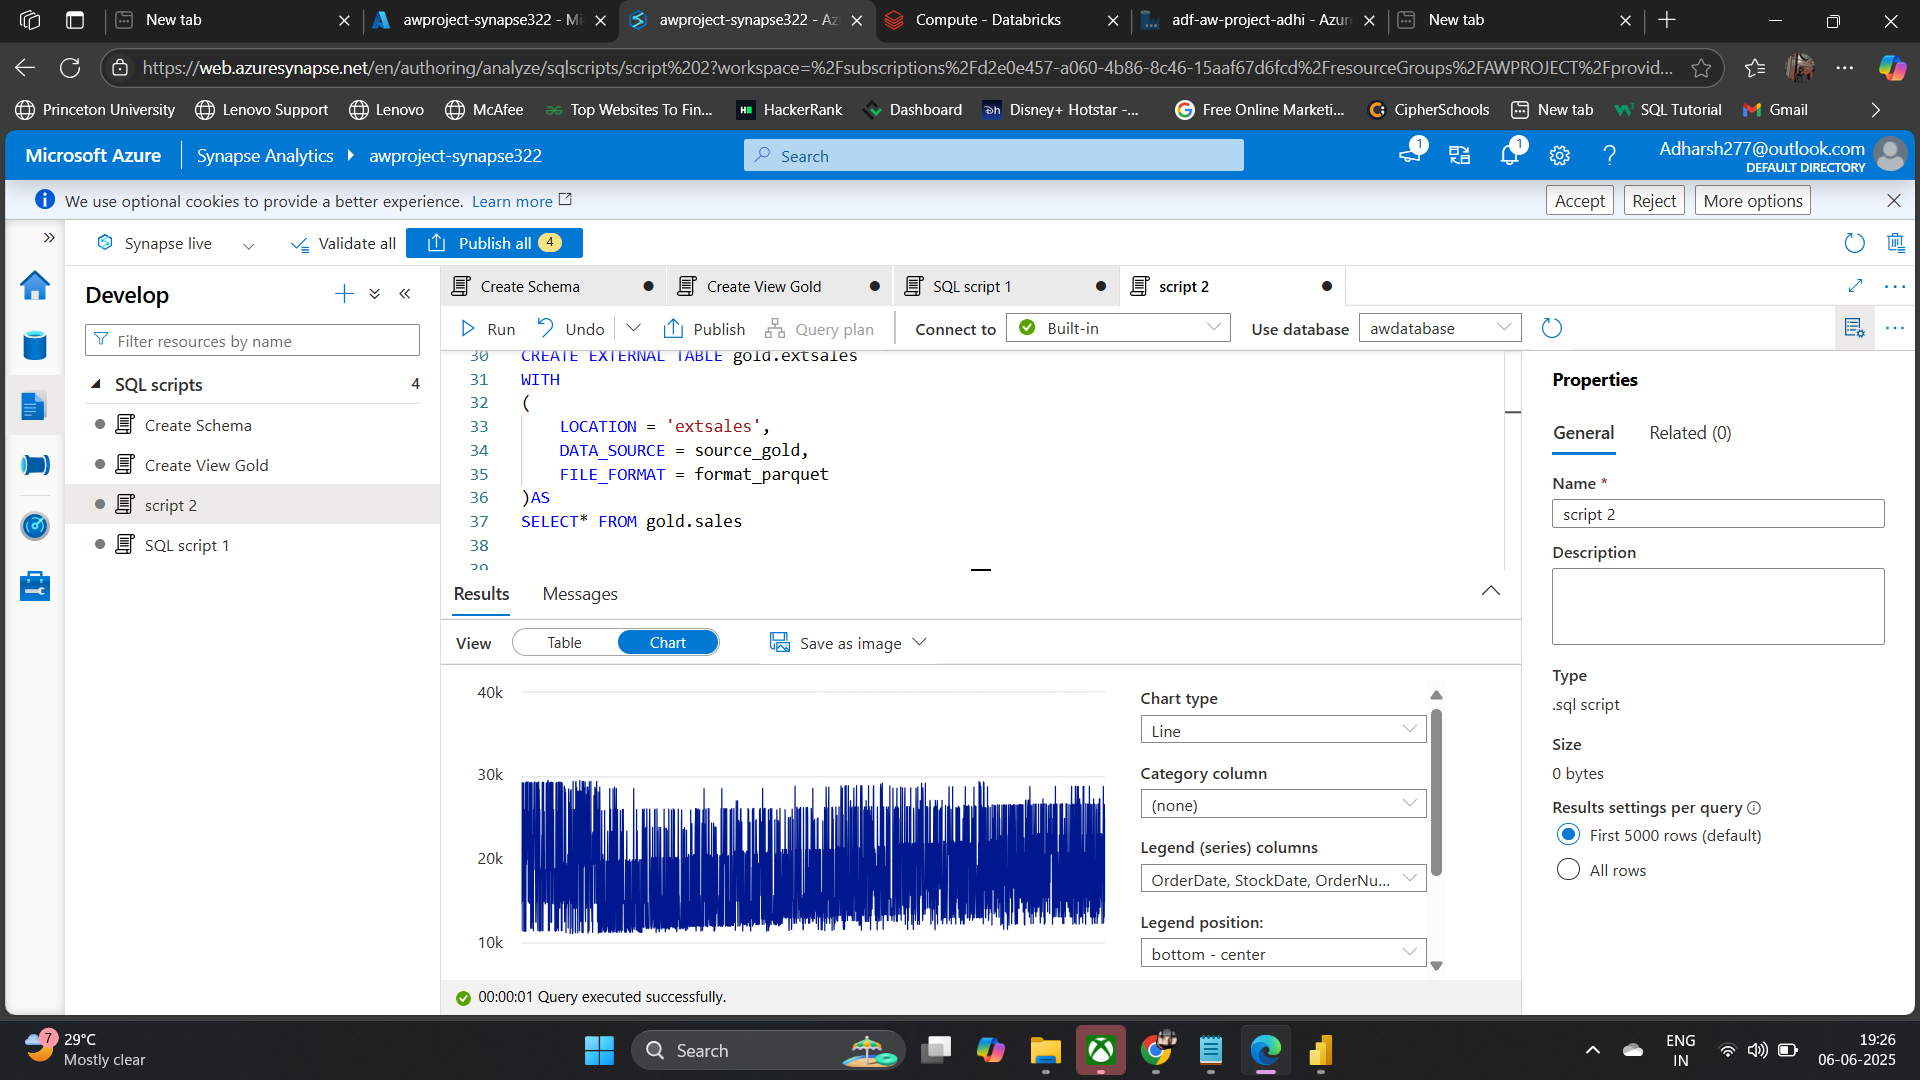 New tab
awproject-synapse322 - Mi
awproject-synapse322 - Az
Compute - Databricks
adf-aw-project-adhi - Azur
New tab
https://web.azuresynapse.net/en/authoring/analyze/sqlscripts/script%202?workspace=%2Fsubscriptions%2Fd2e0e457-a060-4b86-8c46-15aaf67d6fcd%2FresourceGroups%2FAWPROJECT%2Fprovid...
Princeton University
Lenovo Support
Lenovo
McAfee
Top Websites To Fin...
HackerRank
Dashboard
Disney+ Hotstar -...
Free Online Marketi...
CipherSchools
New tab
SQL Tutorial
Gmail
Microsoft Azure
Synapse Analytics
awproject-synapse322
Search
1
1
Adharsh277@outlook.com
DEFAULT DIRECTORY
We use optional cookies to provide a better experience. Learn more
Accept
Reject
More options
Synapse live
Validate all
Publish all 4
Develop
Filter resources by name
SQL scripts 4
Create Schema
Create View Gold
script 2
SQL script 1
Create Schema
Create View Gold
SQL script 1
script 2
Run
Undo
Publish
Query plan
Connect to
Built-in
Use database
awdatabase
30 CREATE EXTERNAL TABLE gold.extsales
31 WITH
32 (
33 LOCATION = 'extsales',
34 DATA_SOURCE = source_gold,
35 FILE_FORMAT = format_parquet
36 )AS
37 SELECT* FROM gold.sales
38
39
Results
Messages
View
Table
Chart
Save as image
40k
30k
20k
10k
Chart type
Line
Category column
(none)
Legend (series) columns
OrderDate, StockDate, OrderNu...
Legend position:
bottom - center
00:00:01 Query executed successfully.
Properties
General
Related (0)
Name *
script 2
Description
Type
.sql script
Size
0 bytes
Results settings per query
First 5000 rows (default)
All rows
7
29°C
Mostly clear
Search
ENG
IN
19:26
06-06-2025